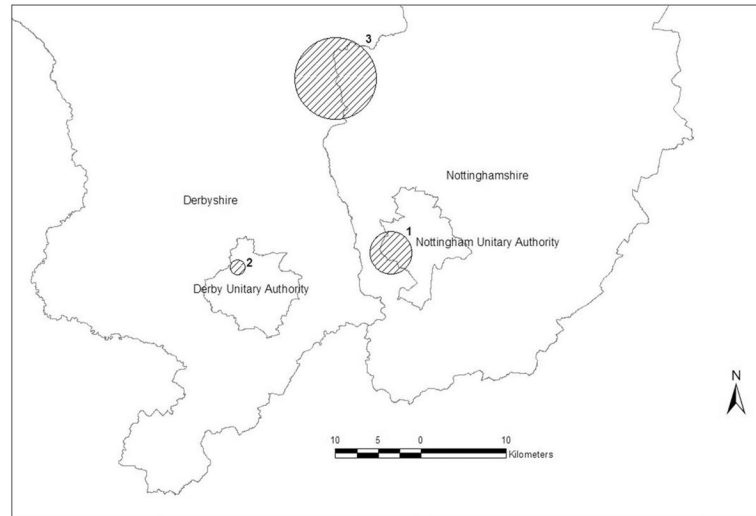 3
Nottinghamshire
Derbyshire
1
Nottingham Unitary Authority
2
Derby Unitary Authority
N
10 5 0 10
Kilometers